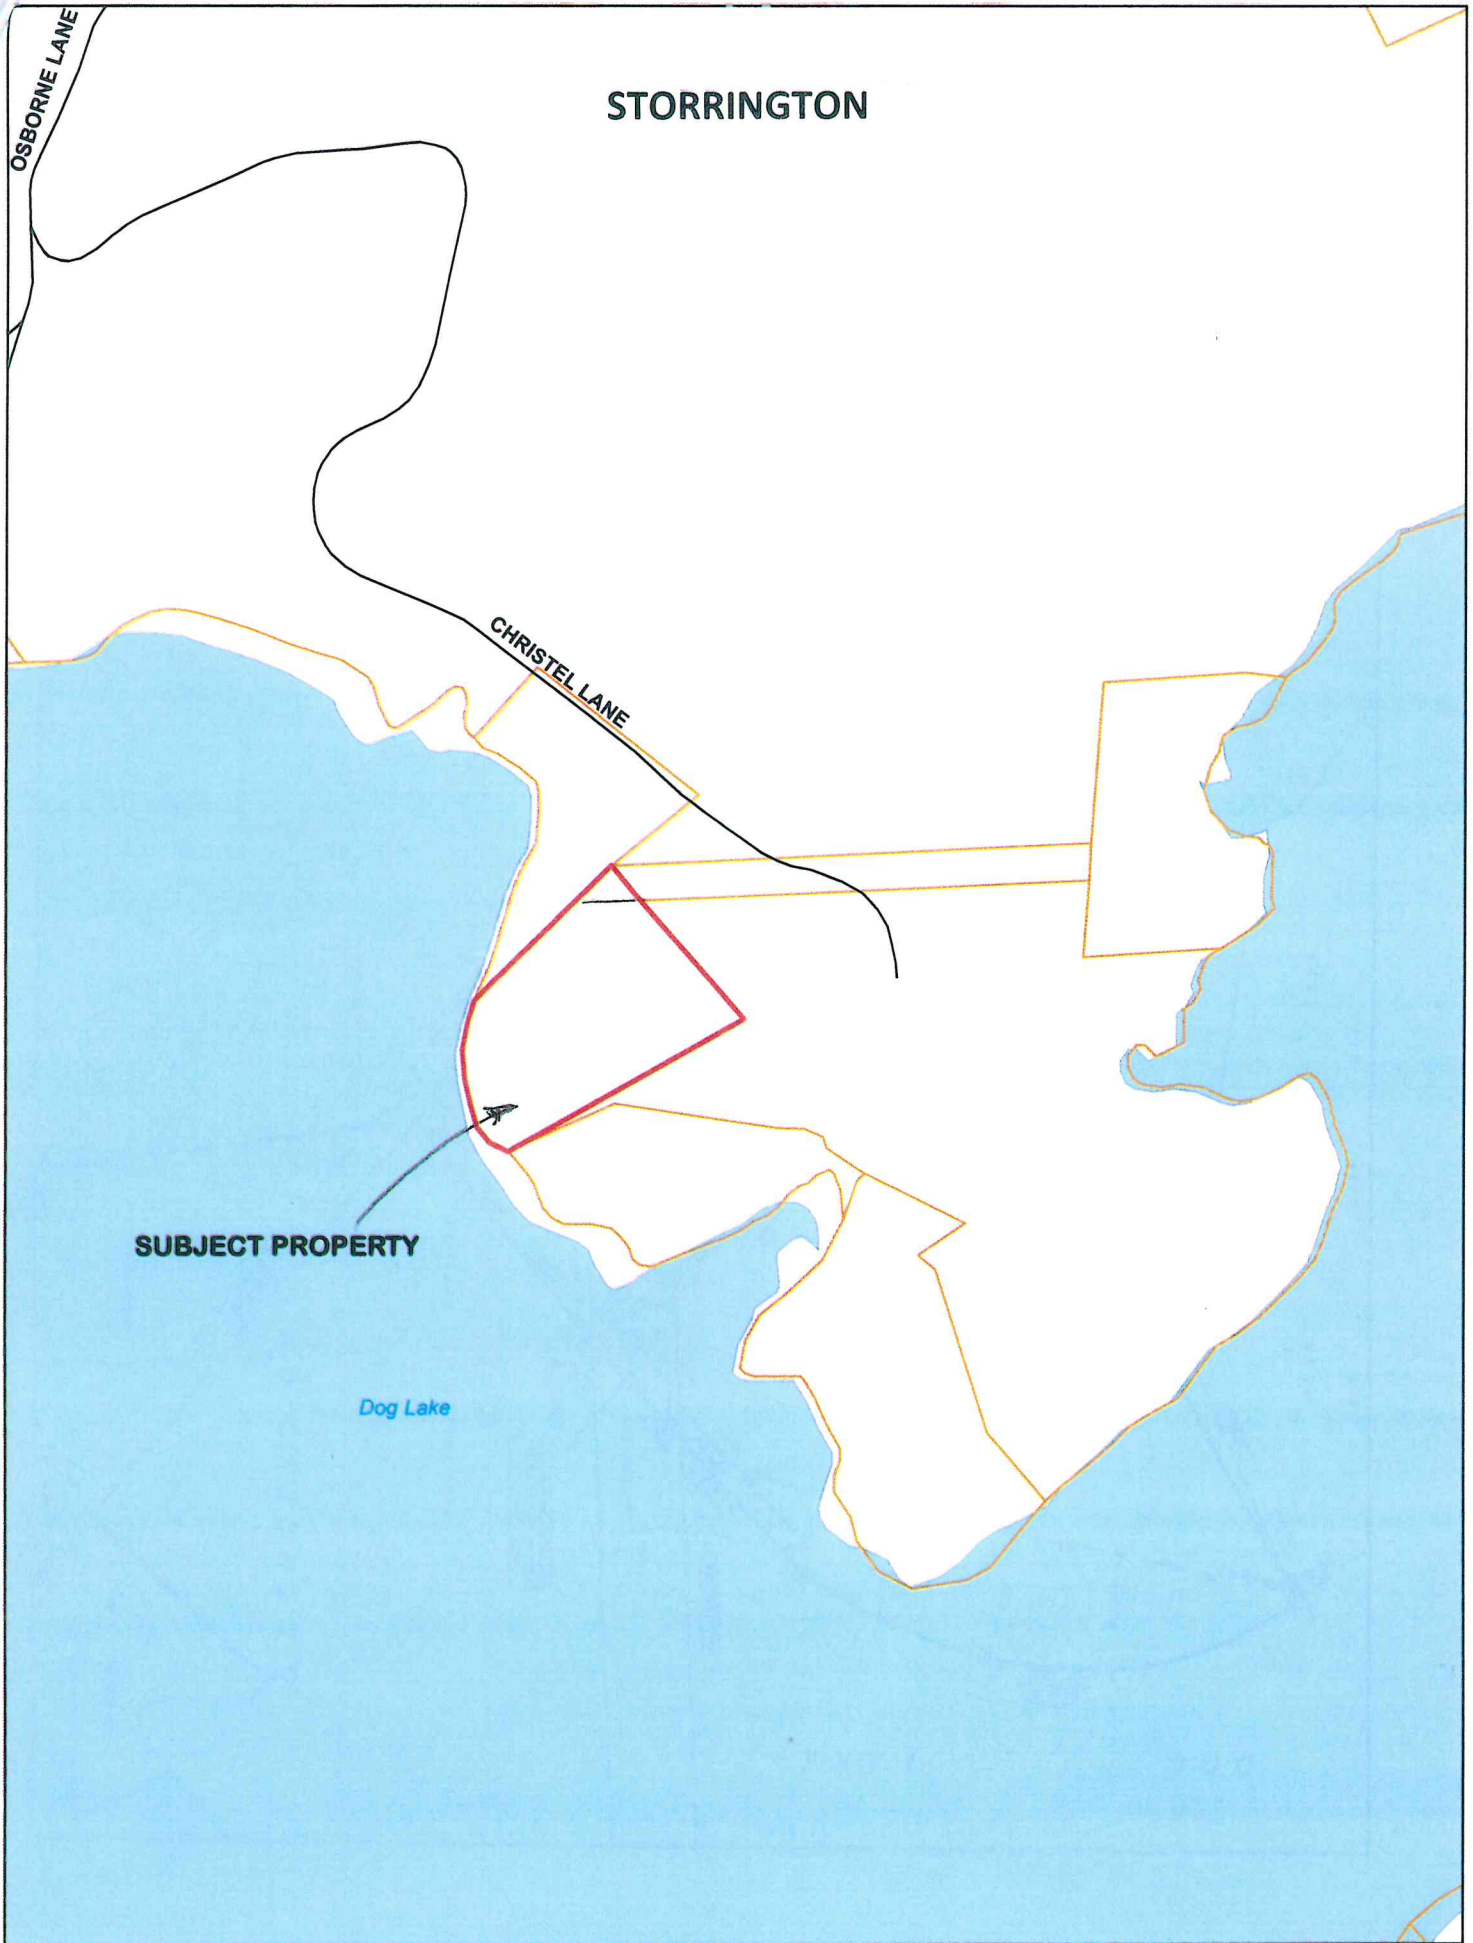 OSBORNE LANE
STORRINGTON
CHRISTEL LANE
SUBJECT PROPERTY
Dog Lake